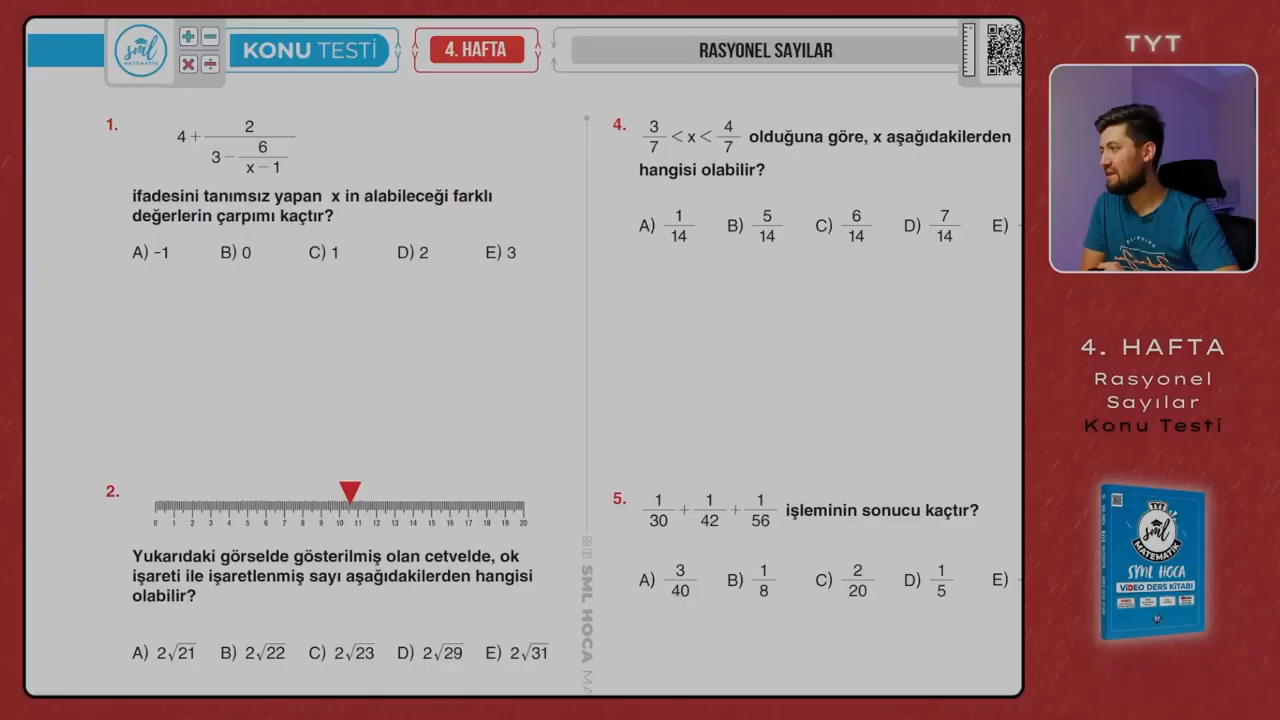 sml
MATEMATİK
KONU TESTİ
4. HAFTA
RASYONEL SAYILAR
1.
4 + 2 / (3 − 6 / (x − 1))
ifadesini tanımsız yapan x in alabileceği farklı
değerlerin çarpımı kaçtır?
A) −1 B) 0 C) 1 D) 2 E) 3
2.
0 1 2 3 4 5 6 7 8 9 10 11 12 13 14 15 16 17 18 19 20
Yukarıdaki görselde gösterilmiş olan cetvelde, ok
işareti ile işaretlenmiş sayı aşağıdakilerden hangisi
olabilir?
A) 2√21 B) 2√22 C) 2√23 D) 2√29 E) 2√31
SML HOCA MA
4.
3/7 < x < 4/7 olduğuna göre, x aşağıdakilerden
hangisi olabilir?
A) 1/14 B) 5/14 C) 6/14 D) 7/14 E)
5.
1/30 + 1/42 + 1/56 işleminin sonucu kaçtır?
A) 3/40 B) 1/8 C) 2/20 D) 1/5 E)
TYT
4. HAFTA
Rasyonel
Sayılar
Konu Testi
TYT
sml
MATEMATİK
SML HOCA
VİDEO DERS KİTABI